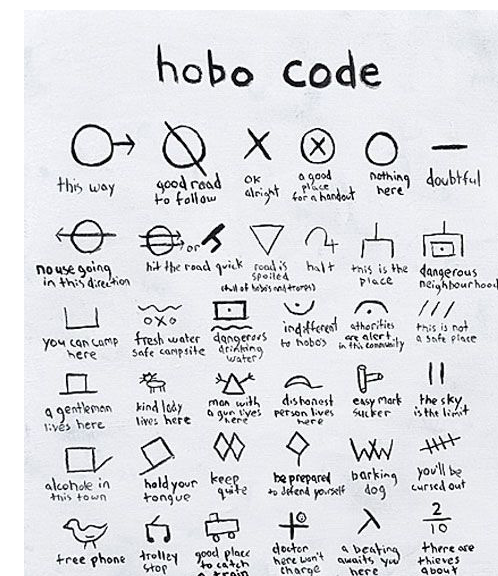 hobo code
this way
good road
to follow
OK
alright
a good
place
for a handout
nothing
here
doubtful
no use going
in this direction
or
hit the road quick
road is
spoiled
(full of hobo's and tramps)
halt
this is the
place
dangerous
neighbourhood
you can camp
here
fresh water
safe campsite
dangerous
drinking
water
indifferent
to hobo's
athorities
are alert
in this community
this is not
a safe place
a gentleman
lives here
kind lady
lives here
man with
a gun lives
here
dishonest
person lives
here
easy mark
sucker
the sky
is the limit
alcohole in
this town
hold your
tongue
keep
quite
be prepared
to defend yourself
barking
dog
you'll be
cursed out
free phone
trolley
stop
good place
to catch
a train
doctor
here won't
charge
a beating
awaits you
here
2
10
there are
thieves
about